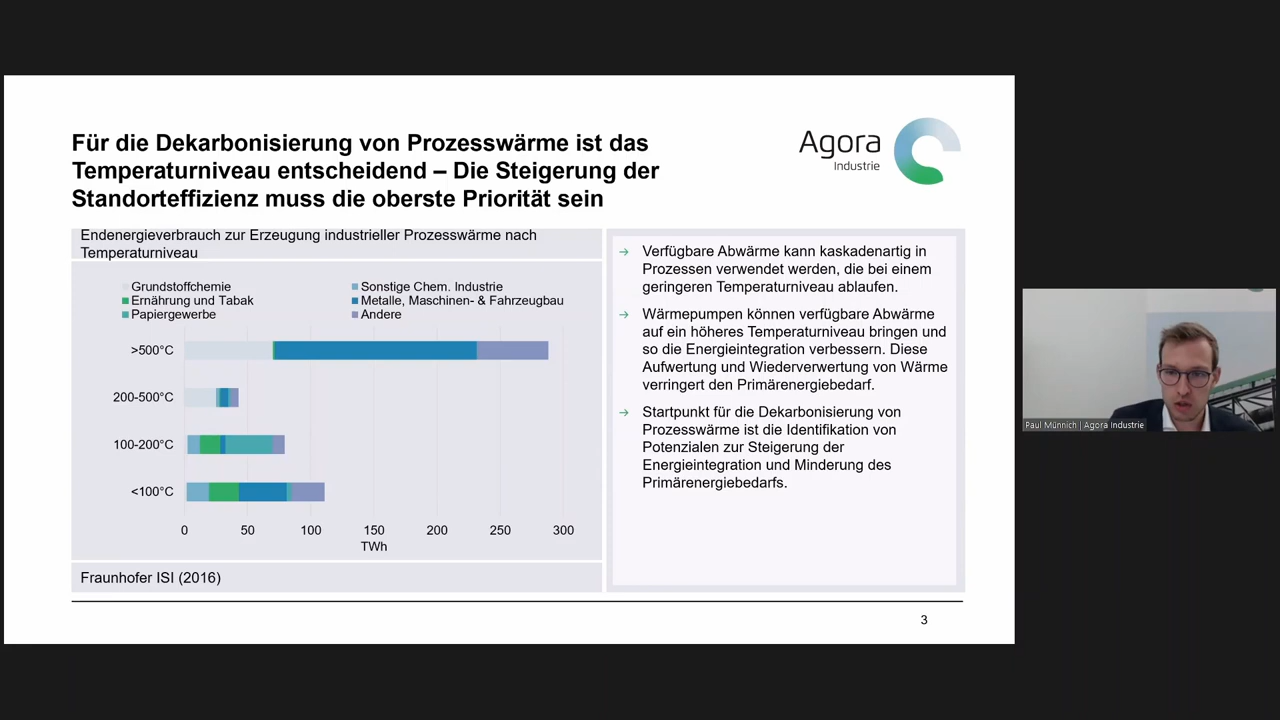 Für die Dekarbonisierung von Prozesswärme ist das
Temperaturniveau entscheidend – Die Steigerung der
Standorteffizienz muss die oberste Priorität sein
Agora
Industrie
Endenergieverbrauch zur Erzeugung industrieller Prozesswärme nach
Temperaturniveau
Grundstoffchemie
Sonstige Chem. Industrie
Ernährung und Tabak
Metalle, Maschinen- & Fahrzeugbau
Papiergewerbe
Andere
>500°C
200-500°C
100-200°C
<100°C
0 50 100 150 200 250 300
TWh
Fraunhofer ISI (2016)
→ Verfügbare Abwärme kann kaskadenartig in
Prozessen verwendet werden, die bei einem
geringeren Temperaturniveau ablaufen.
→ Wärmepumpen können verfügbare Abwärme
auf ein höheres Temperaturniveau bringen und
so die Energieintegration verbessern. Diese
Aufwertung und Wiederverwertung von Wärme
verringert den Primärenergiebedarf.
→ Startpunkt für die Dekarbonisierung von
Prozesswärme ist die Identifikation von
Potenzialen zur Steigerung der
Energieintegration und Minderung des
Primärenergiebedarfs.
3
Paul Münnich | Agora Industrie